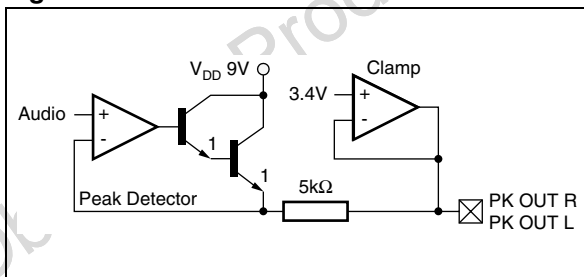 V_DD 9V
Clamp
3.4V
+
-
Audio
+
-
1
1
Peak Detector
5kΩ
PK OUT R
PK OUT L